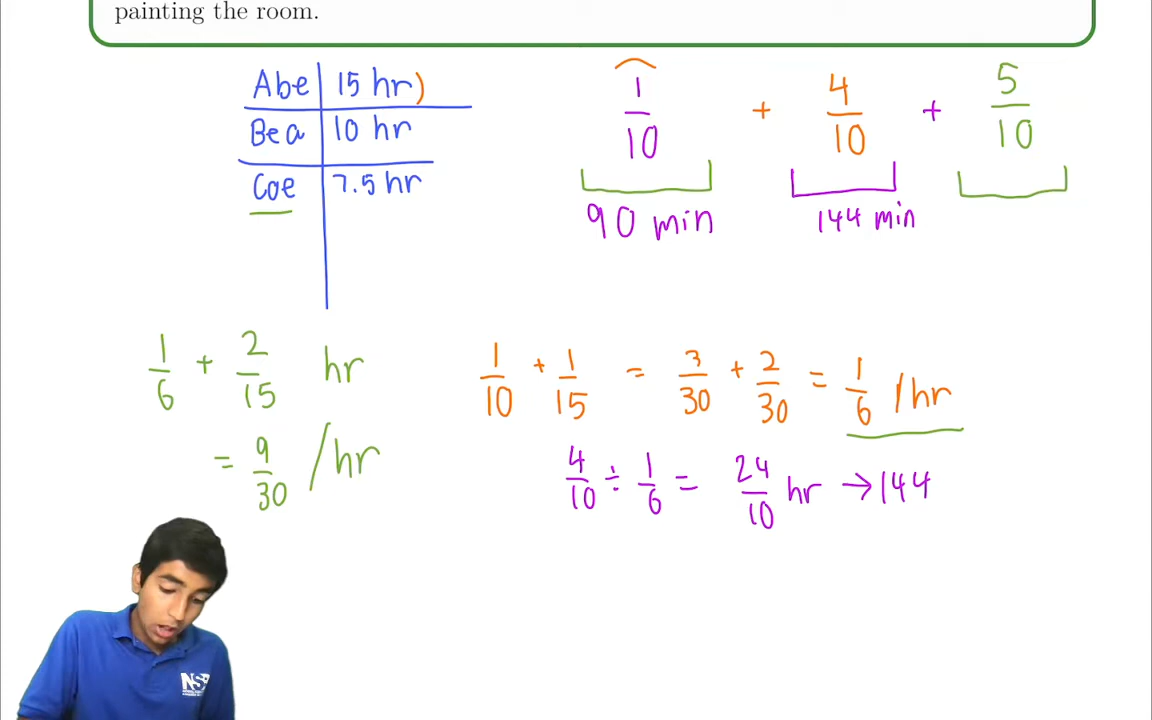 painting the room.
Abe 15 hr)
Bea 10 hr
Coe 7.5 hr
1/10 + 4/10 + 5/10
90 min 144 min
1/6 + 2/15 hr
= 9/30 /hr
1/10 + 1/15 = 3/30 + 2/30 = 1/6 /hr
4/10 ÷ 1/6 = 24/10 hr → 144